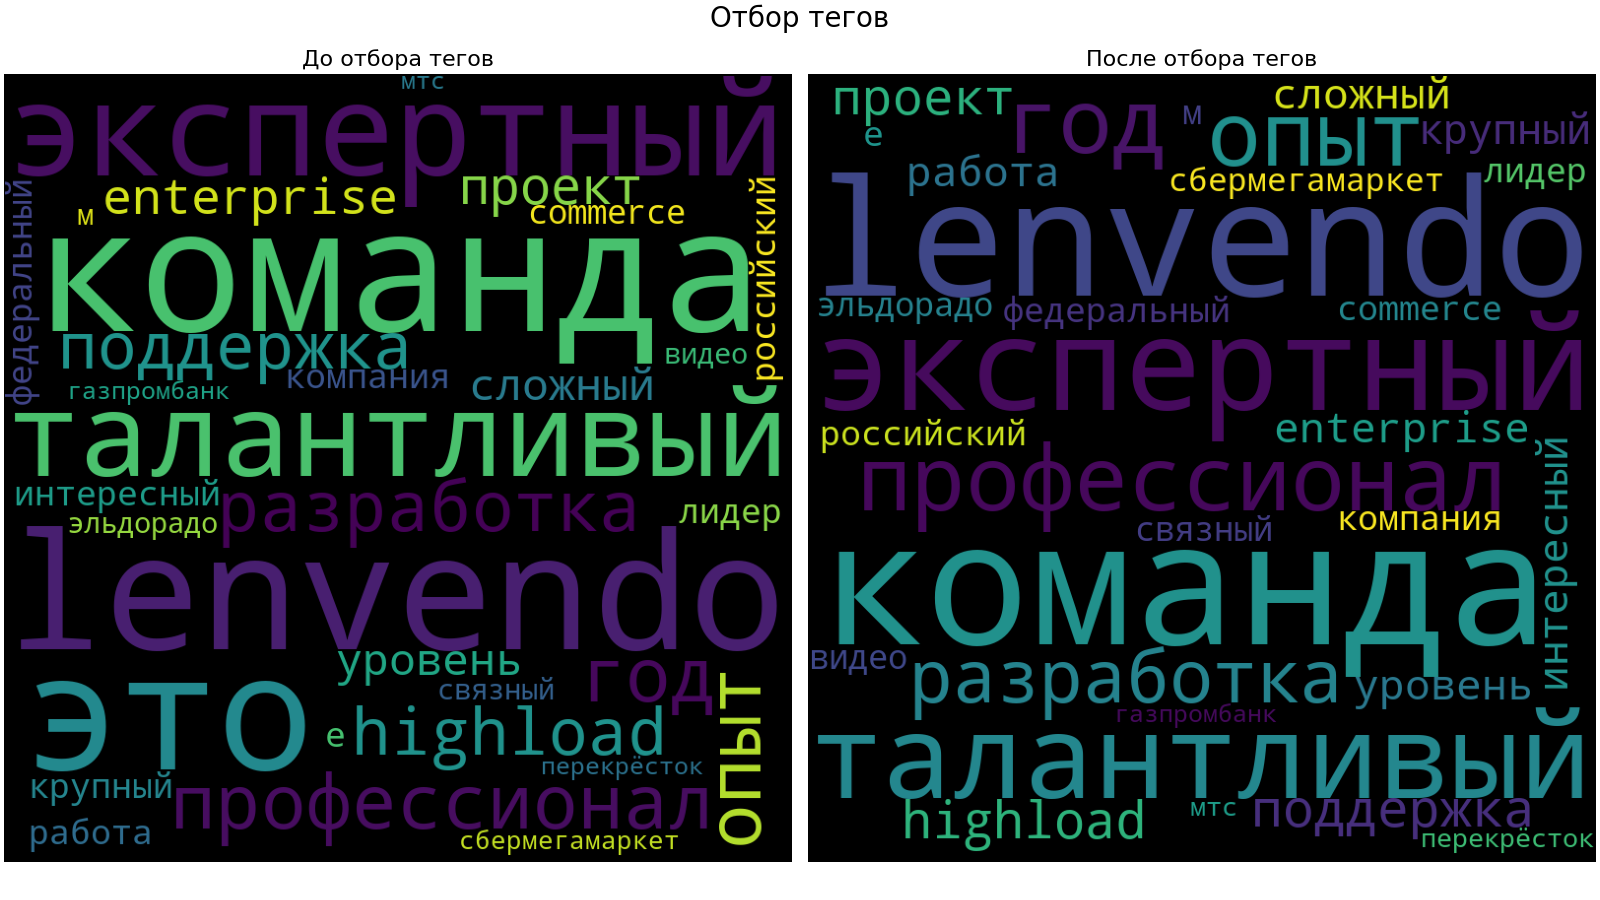 Отбор тегов
До отбора тегов
мтс
экспертный
федеральный
м
enterprise
проект
commerce
российский
команда
поддержка
видео
газпромбанк
компания
сложный
талантливый
интересный
разработка
лидер
эльдорадо
lenvendo
уровень
год
это
связный
опыт
е
highload
перекрёсток
крупный
профессионал
работа
сбермегамаркет
После отбора тегов
проект
год
м
сложный
е
опыт
крупный
работа
сбермегамаркет
лидер
lenvendo
эльдорадо
федеральный
commerce
экспертный
российский
enterprise
профессионал
интересный
связный
компания
команда
видео
разработка
уровень
газпромбанк
талантливый
highload
мтс
поддержка
перекрёсток